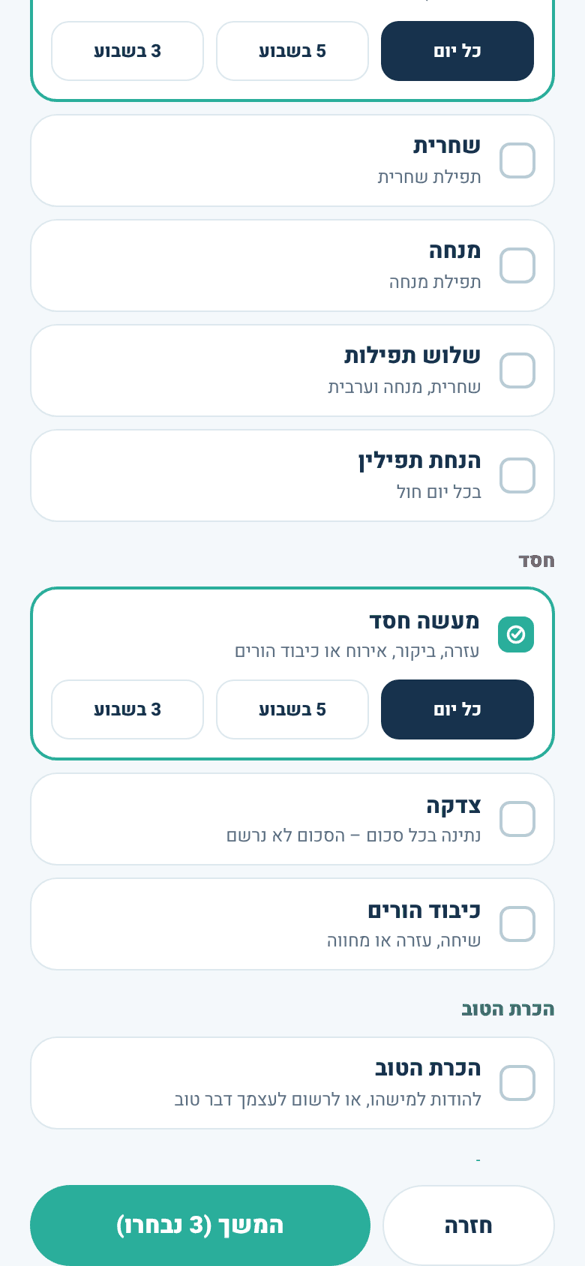 כל יום
5 בשבוע
3 בשבוע
שחרית
תפילת שחרית
מנחה
תפילת מנחה
שלוש תפילות
שחרית, מנחה וערבית
הנחת תפילין
בכל יום חול
חסד
מעשה חסד
עזרה, ביקור, אירוח או כיבוד הורים
כל יום
5 בשבוע
3 בשבוע
צדקה
נתינה בכל סכום – הסכום לא נרשם
כיבוד הורים
שיחה, עזרה או מחווה
הכרת הטוב
הכרת הטוב
להודות למישהו, או לרשום לעצמך דבר טוב
חזרה
המשך (3 נבחרו)